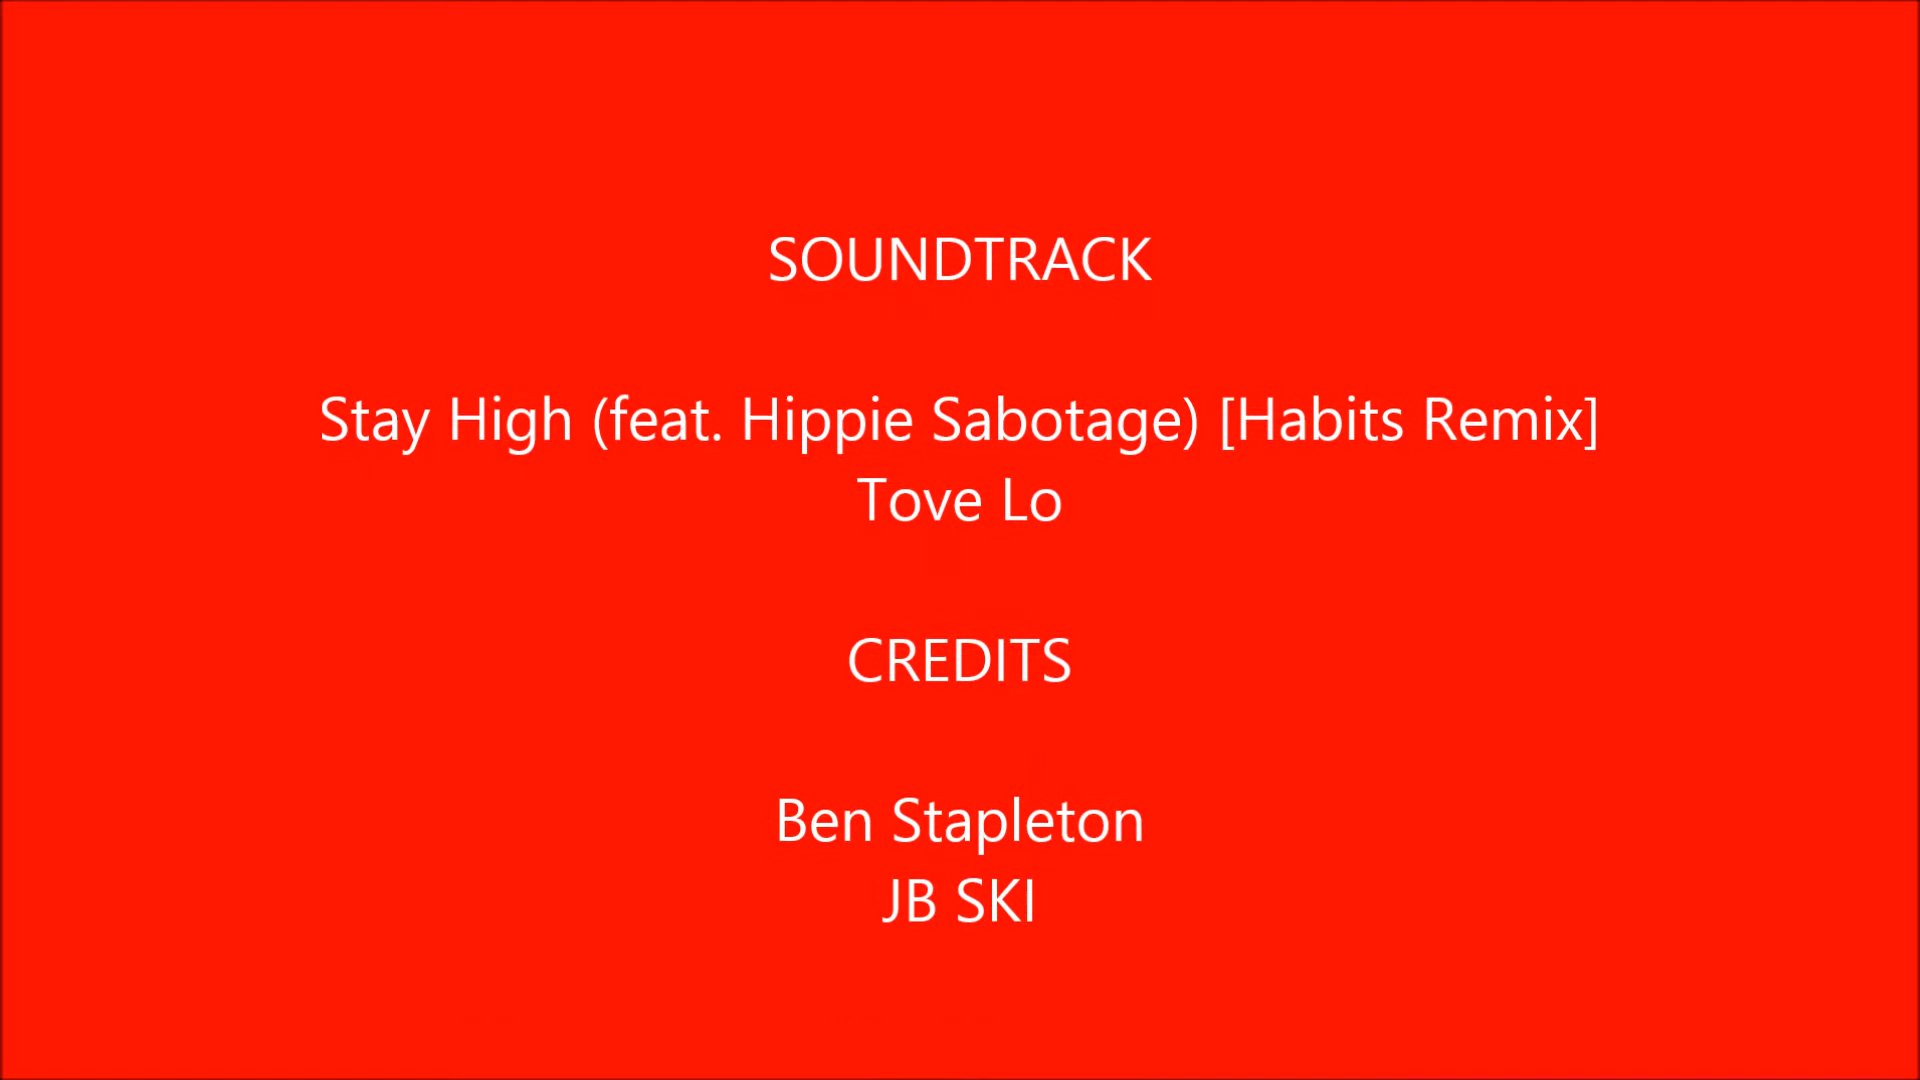 SOUNDTRACK
Stay High (feat. Hippie Sabotage) [Habits Remix]
Tove Lo
CREDITS
Ben Stapleton
JB SKI